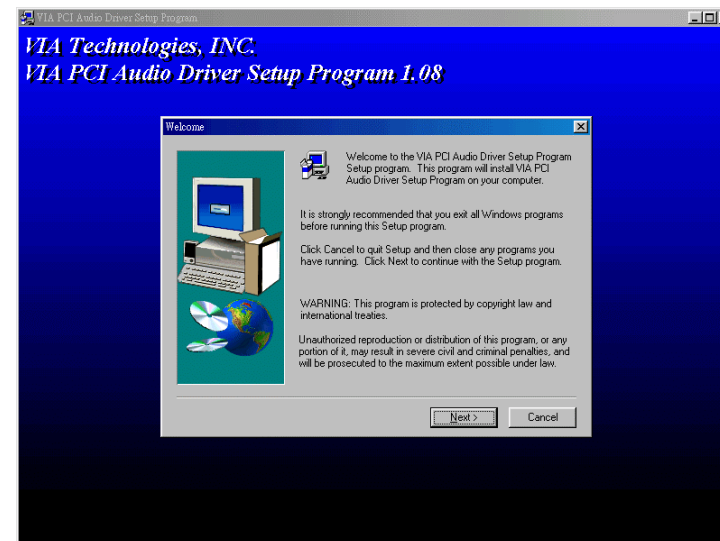 VIA PCI Audio Driver Setup Program
VIA Technologies, INC.
VIA PCI Audio Driver Setup Program 1.08
Welcome
Welcome to the VIA PCI Audio Driver Setup Program
Setup program. This program will install VIA PCI
Audio Driver Setup Program on your computer.
It is strongly recommended that you exit all Windows programs
before running this Setup program.
Click Cancel to quit Setup and then close any programs you
have running. Click Next to continue with the Setup program.
WARNING: This program is protected by copyright law and
international treaties.
Unauthorized reproduction or distribution of this program, or any
portion of it, may result in severe civil and criminal penalties, and
will be prosecuted to the maximum extent possible under law.
Next >
Cancel